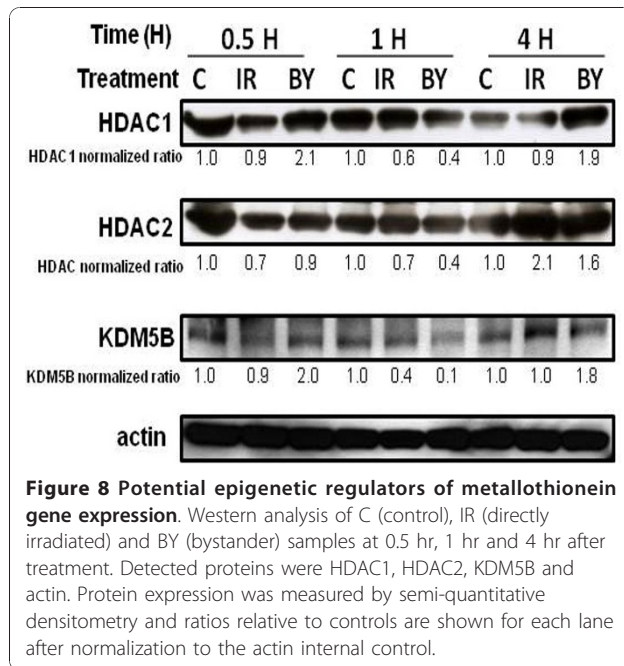 Time (H) 0.5 H 1 H 4 H
Treatment C IR BY C IR BY C IR BY
HDAC1
HDAC1 normalized ratio 1.0 0.9 2.1 1.0 0.6 0.4 1.0 0.9 1.9
HDAC2
HDAC normalized ratio 1.0 0.7 0.9 1.0 0.7 0.4 1.0 2.1 1.6
KDM5B
KDM5B normalized ratio 1.0 0.9 2.0 1.0 0.4 0.1 1.0 1.0 1.8
actin
Figure 8 Potential epigenetic regulators of metallothionein
gene expression. Western analysis of C (control), IR (directly
irradiated) and BY (bystander) samples at 0.5 hr, 1 hr and 4 hr after
treatment. Detected proteins were HDAC1, HDAC2, KDM5B and
actin. Protein expression was measured by semi-quantitative
densitometry and ratios relative to controls are shown for each lane
after normalization to the actin internal control.